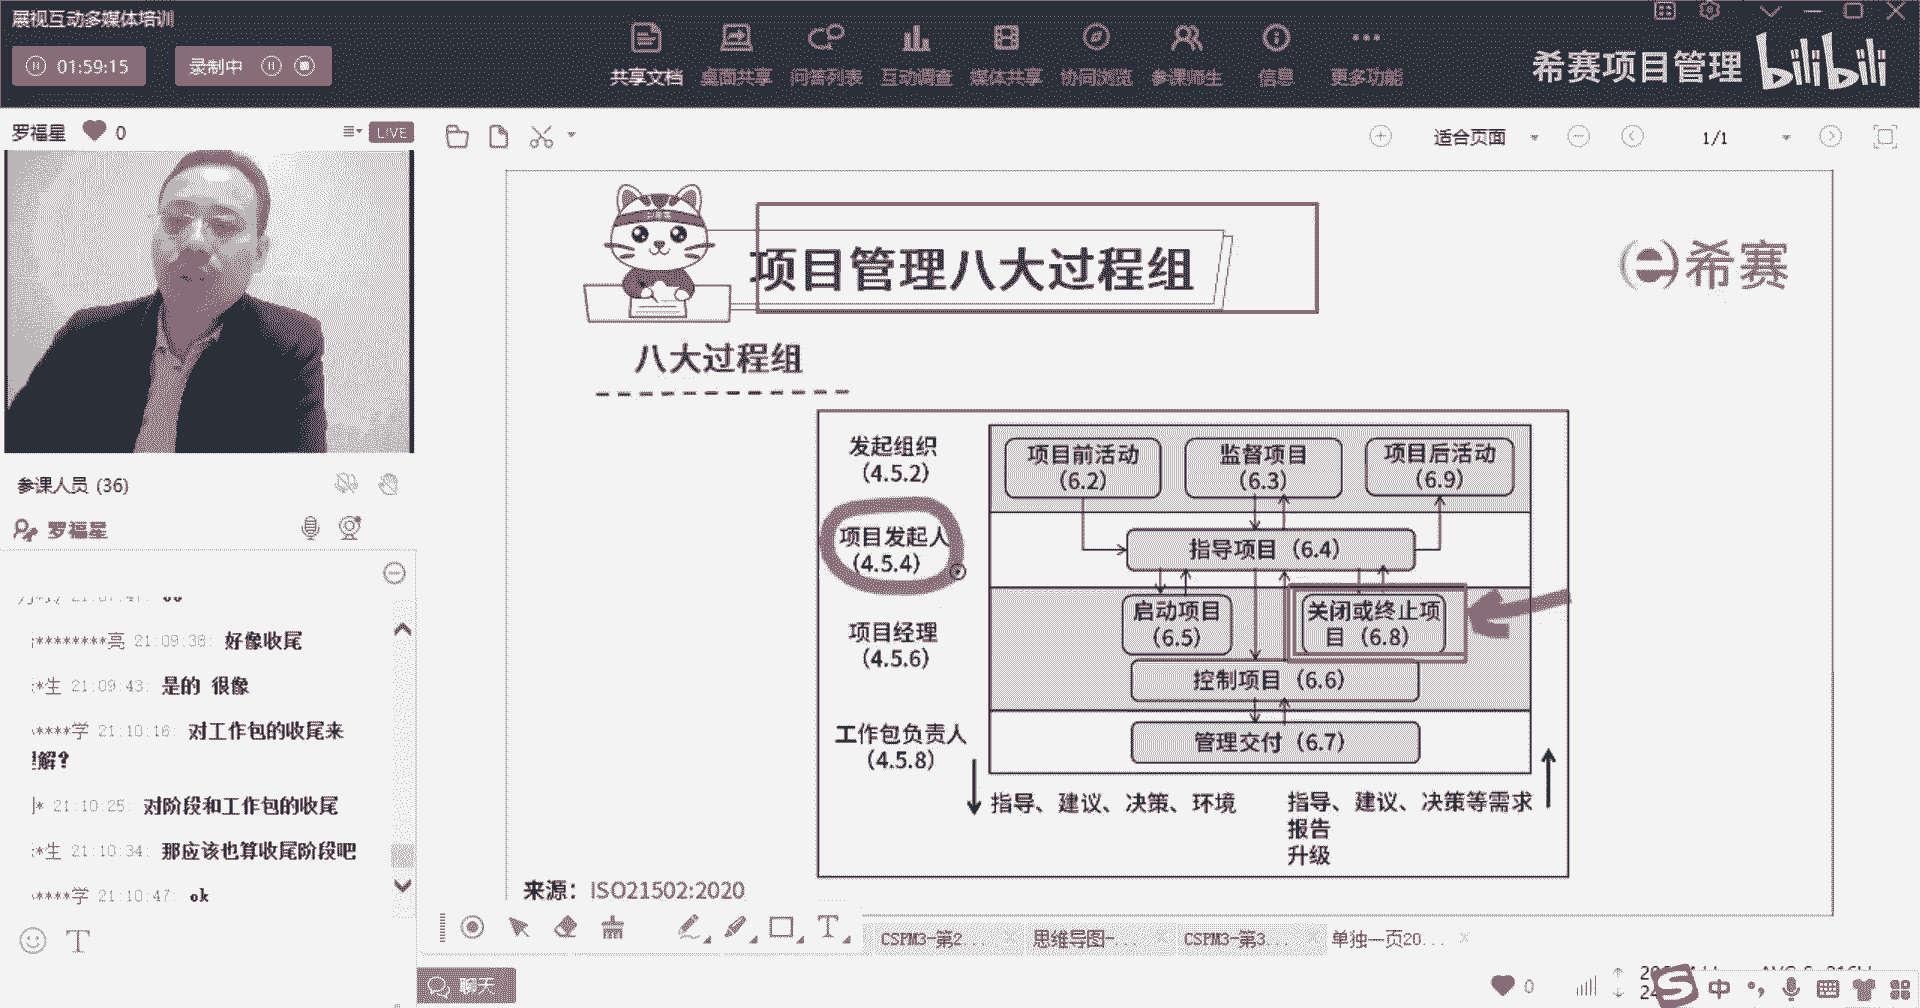 展视互动多媒体培训
01:59:15
录制中
共享文档 桌面共享 问答列表 互动调查 媒体共享 协同浏览 参课师生 信息 更多功能
希赛项目管理 bilibili
罗福星 0
LIVE
适合页面
1/1
参课人员 (36)
罗福星
亮 21:09:38: 好像收尾
*生 21:09:43: 是的 很像
****学 21:10:16: 对工作包的收尾来
解?
* 21:10:25: 对阶段和工作包的收尾
*生 21:10:34: 那应该也算收尾阶段吧
****学 21:10:47: ok
T
聊天
项目管理八大过程组
希赛
八大过程组
发起组织
(4.5.2)
项目前活动
(6.2)
监督项目
(6.3)
项目后活动
(6.9)
项目发起人
(4.5.4)
指导项目 (6.4)
项目经理
(4.5.6)
启动项目
(6.5)
关闭或终止项
目 (6.8)
控制项目 (6.6)
工作包负责人
(4.5.8)
管理交付 (6.7)
指导、建议、决策、环境
指导、建议、决策等需求
报告
升级
来源: ISO21502:2020
T
CSPM3-第2...
思维导图-...
CSPM3-第3...
单独一页20...
0
中